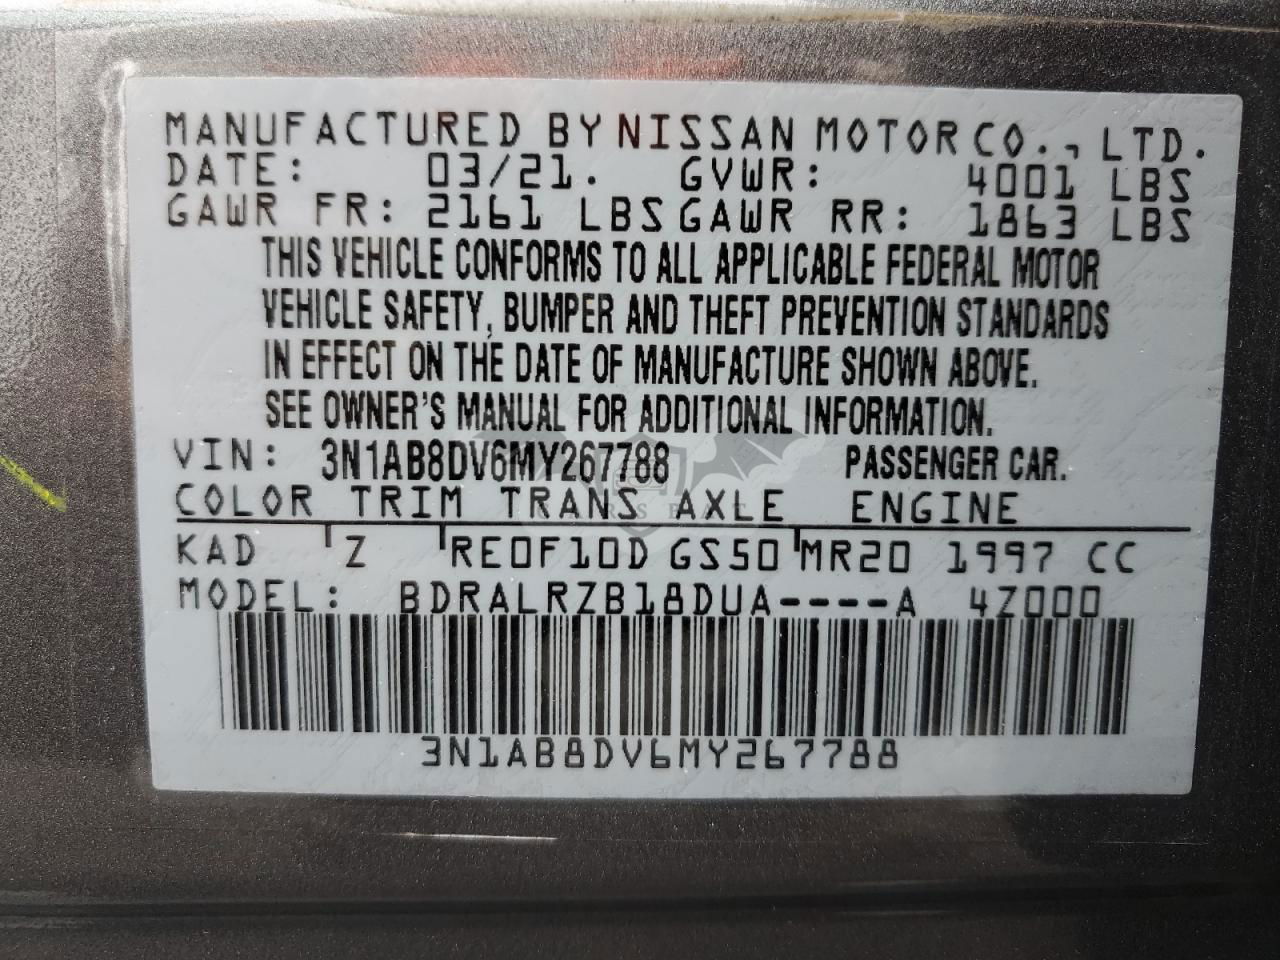 MANUFACTURED BY NISSAN MOTOR CO., LTD.
DATE: 03/21. GVWR: 4001 LBS
GAWR FR: 2161 LBS GAWR RR: 1863 LBS
THIS VEHICLE CONFORMS TO ALL APPLICABLE FEDERAL MOTOR
VEHICLE SAFETY, BUMPER AND THEFT PREVENTION STANDARDS
IN EFFECT ON THE DATE OF MANUFACTURE SHOWN ABOVE.
SEE OWNER'S MANUAL FOR ADDITIONAL INFORMATION.
VIN: 3N1AB8DV6MY267788 PASSENGER CAR.
COLOR TRIM TRANS AXLE ENGINE
KAD Z RE0F10D GS50 MR20 1997 CC
MODEL: BDRALRZB18DUA----A 4Z000
3N1AB8DV6MY267788